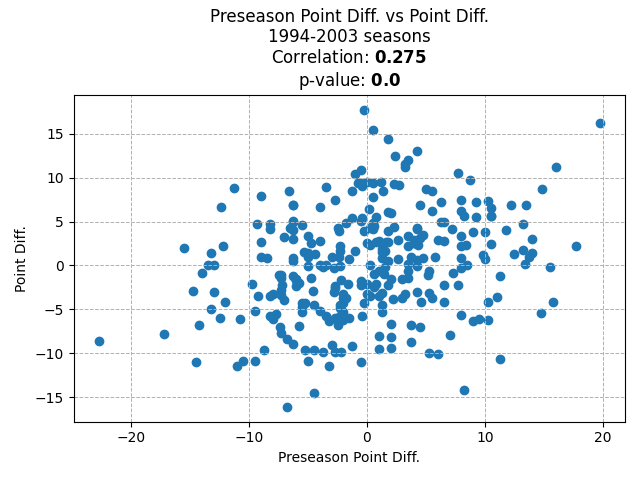 Preseason Point Diff. vs Point Diff.
1994-2003 seasons
Correlation: 0.275
p-value: 0.0
Point Diff.
15
10
5
0
−5
−10
−15
−20
−10
0
10
20
Preseason Point Diff.